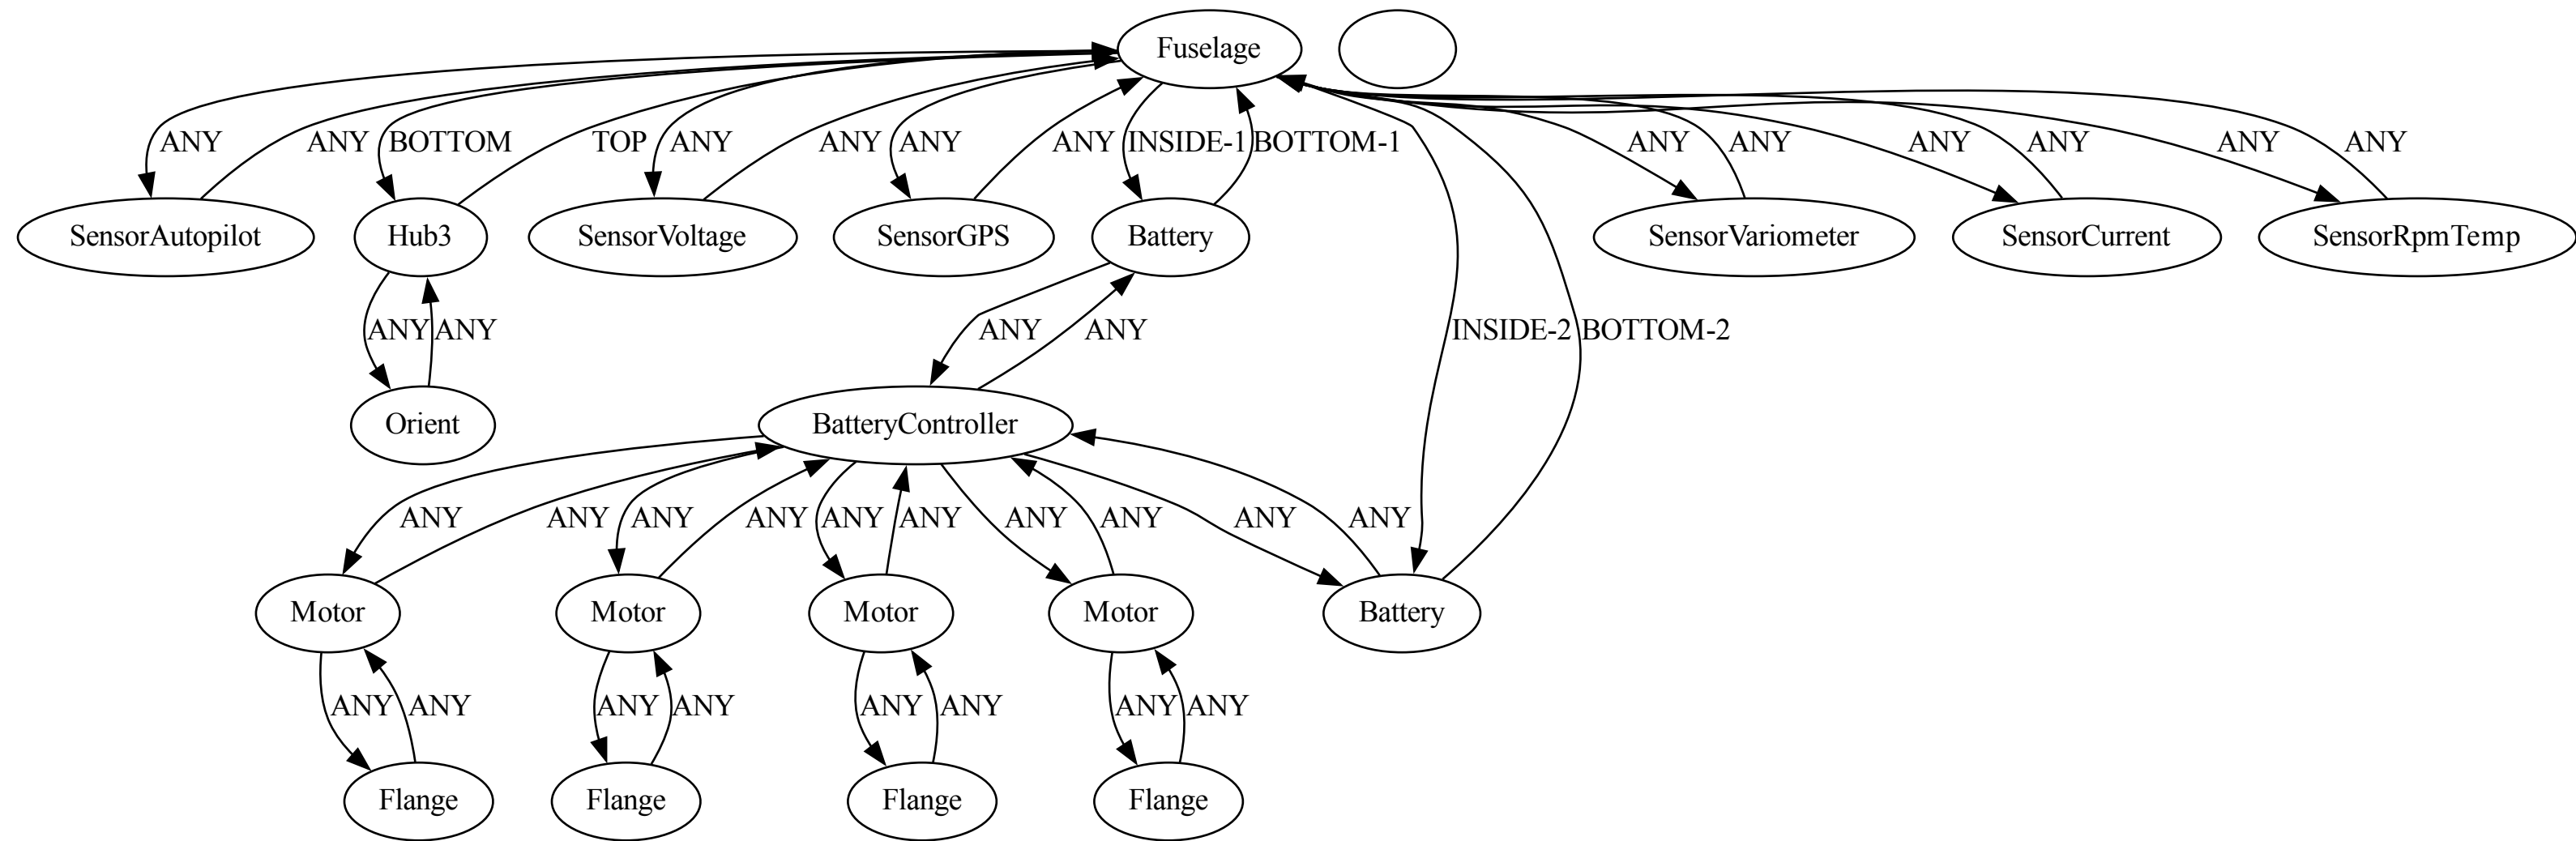 Fuselage
ANY
ANY
BOTTOM
TOP
ANY
ANY
ANY
ANY
INSIDE-1
BOTTOM-1
ANY
ANY
ANY
ANY
ANY
ANY
SensorAutopilot
Hub3
SensorVoltage
SensorGPS
Battery
SensorVariometer
SensorCurrent
SensorRpmTemp
ANY
ANY
ANY
ANY
INSIDE-2
BOTTOM-2
Orient
BatteryController
ANY
ANY
ANY
ANY
ANY
ANY
ANY
ANY
ANY
ANY
Motor
Motor
Motor
Motor
Battery
ANY
ANY
ANY
ANY
ANY
ANY
ANY
ANY
Flange
Flange
Flange
Flange